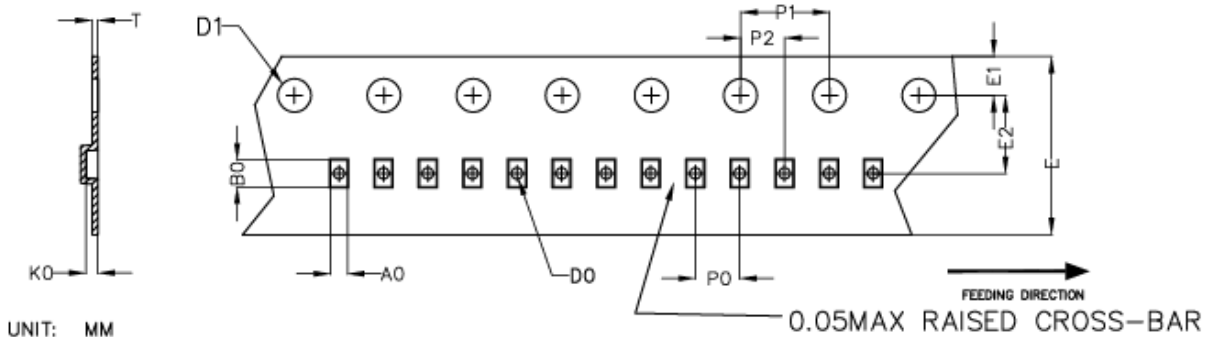 T
D1
P1
P2
E1
E2
E
B0
K0
A0
D0
P0
FEEDING DIRECTION
0.05MAX RAISED CROSS-BAR
UNIT: MM